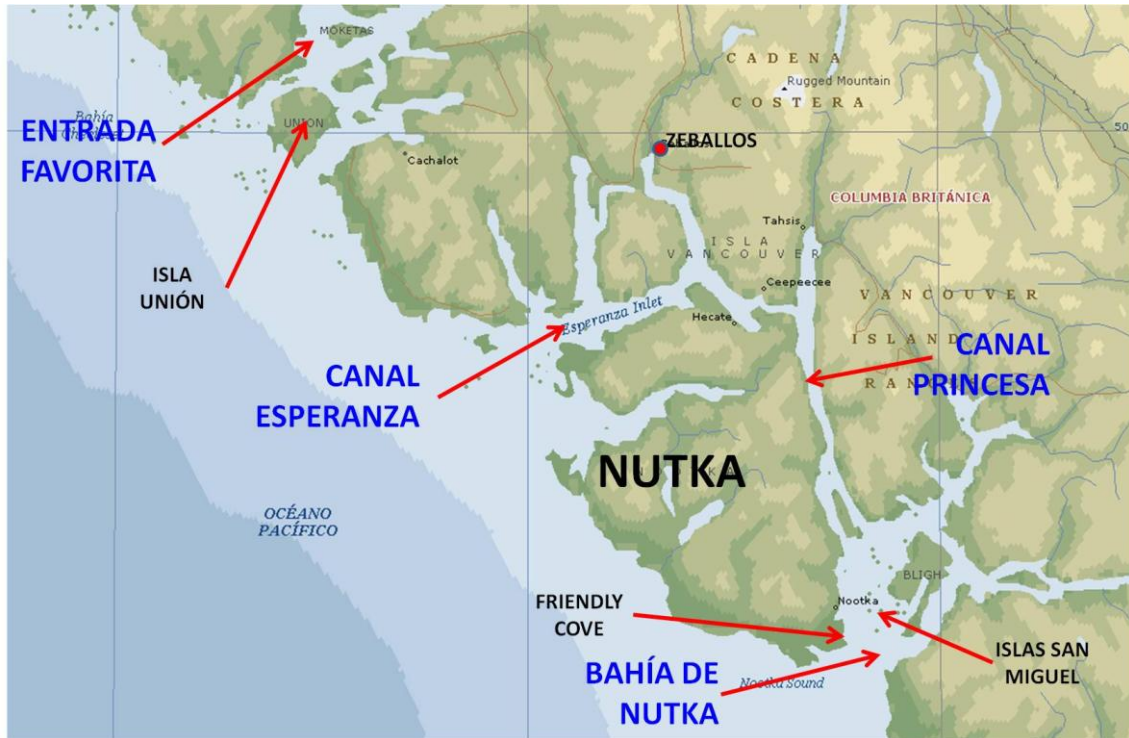 MOKETAS
CADENA
Rugged Mountain
COSTERA
Bahía
ENTRADA
FAVORITA
UNION
50
ZEBALLOS
Cachalot
COLUMBIA BRITÁNICA
Tahsis
ISLA
VANCOUVER
ISLA
UNIÓN
Ceepeecee
VANCOUVER
Esperanza Inlet
Hecate
ISLAND
CANAL
PRINCESA
CANAL
ESPERANZA
NUTKA
OCÉANO
PACÍFICO
BLIGH
FRIENDLY
COVE
Nootka
ISLAS SAN
MIGUEL
BAHÍA DE
NUTKA
Nootka Sound